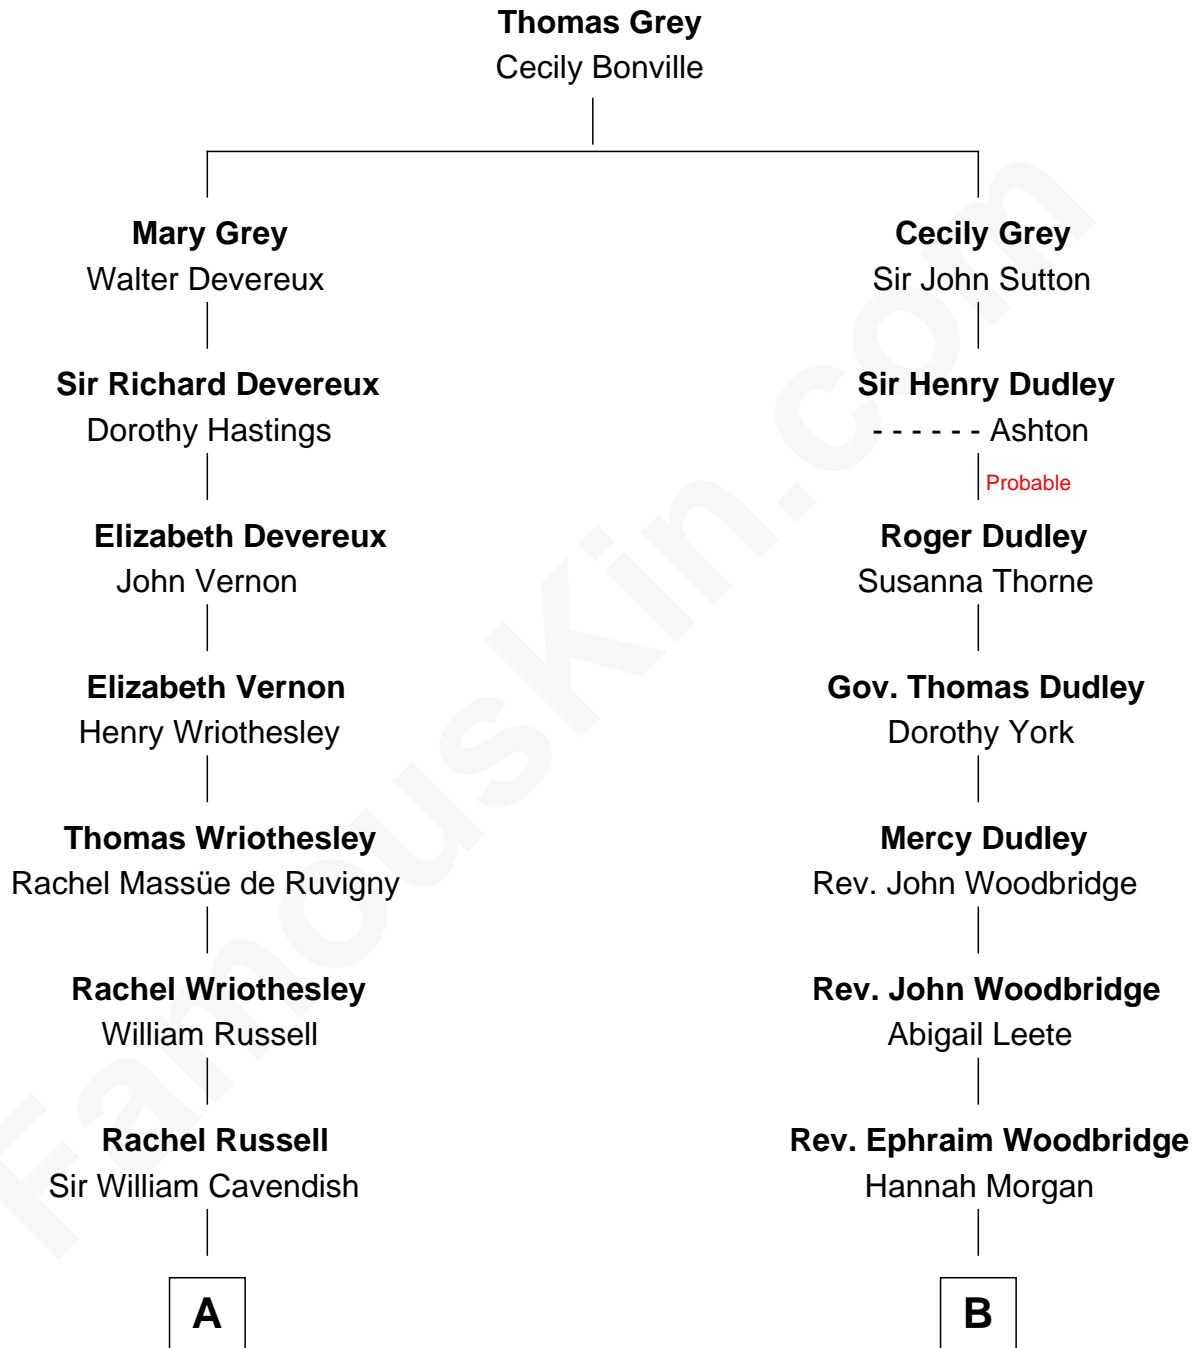 Thomas Grey
Cecily Bonville
Mary Grey
Walter Devereux
Cecily Grey
Sir John Sutton
Sir Richard Devereux
Dorothy Hastings
Sir Henry Dudley
- - - - - - Ashton
Probable
Elizabeth Devereux
John Vernon
Roger Dudley
Susanna Thorne
Elizabeth Vernon
Henry Wriothesley
Gov. Thomas Dudley
Dorothy York
Thomas Wriothesley
Rachel Massüe de Ruvigny
Mercy Dudley
Rev. John Woodbridge
Rachel Wriothesley
William Russell
Rev. John Woodbridge
Abigail Leete
Rachel Russell
Sir William Cavendish
Rev. Ephraim Woodbridge
Hannah Morgan
A
B
FamousKin.com